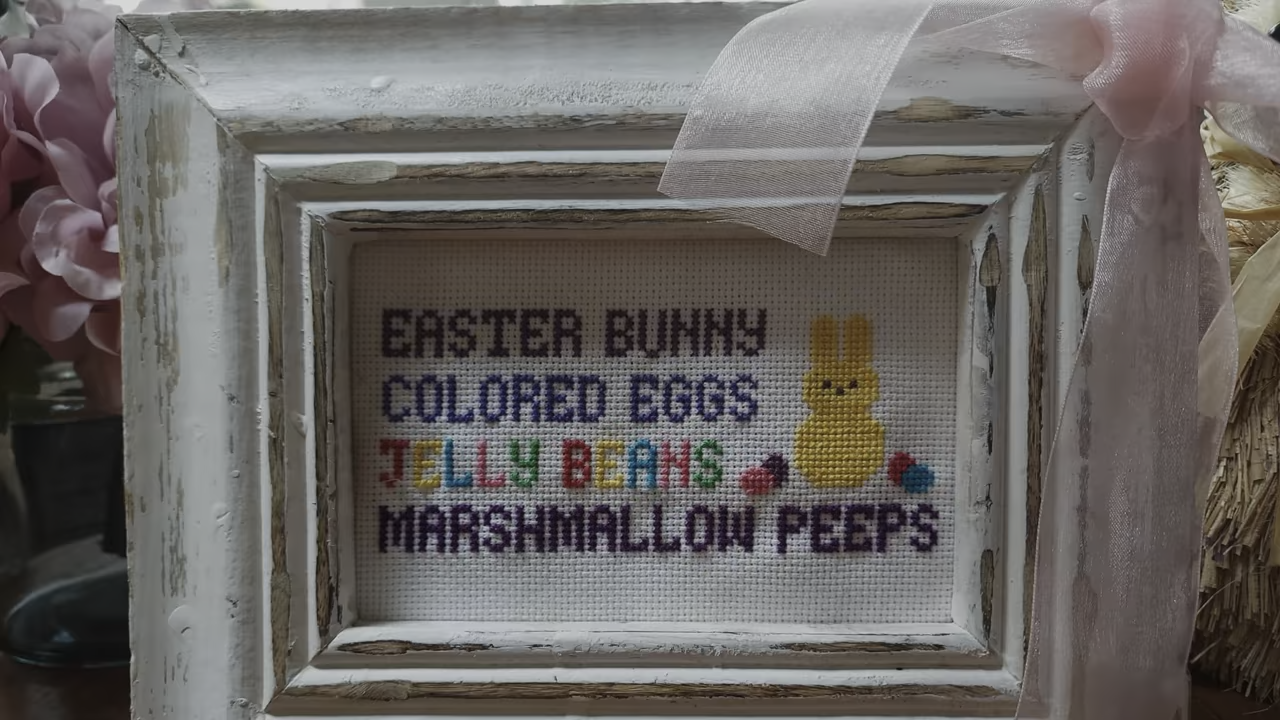 EASTER BUNNY
COLORED EGGS
JELLY BEANS
MARSHMALLOW PEEPS